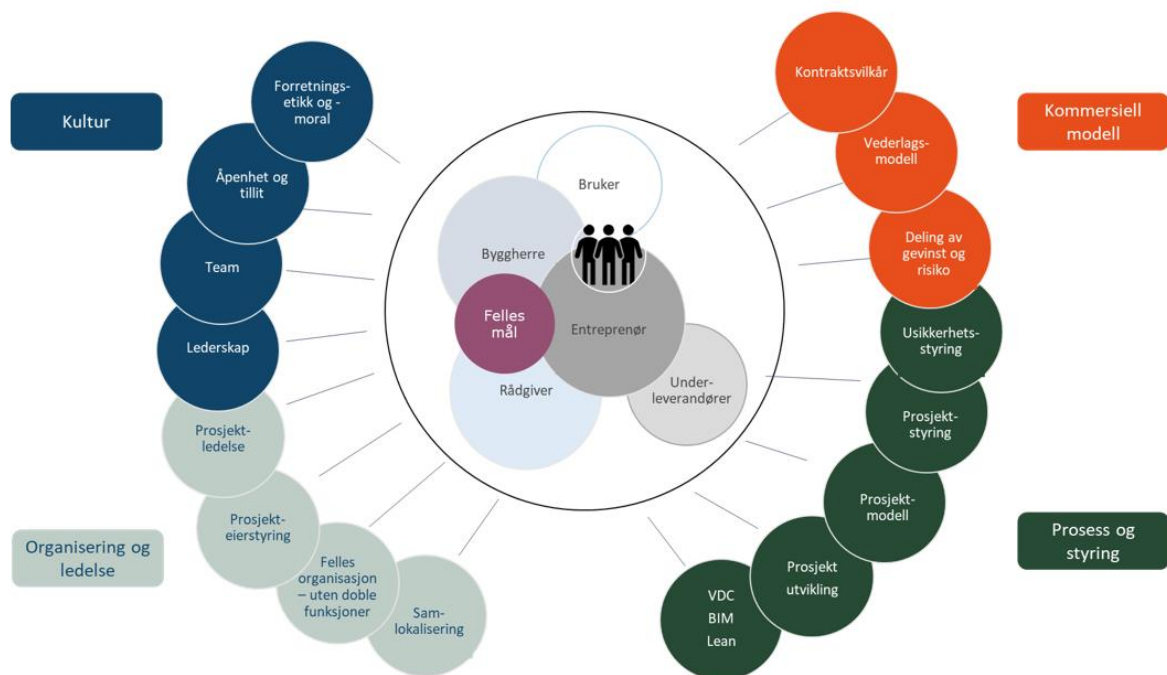 Kultur
Forretnings-
etikk og -
moral
Åpenhet og
tillit
Team
Lederskap
Prosjekt-
ledelse
Prosjekt-
eierstyring
Felles
organisasjon
– uten doble
funksjoner
Sam-
lokalisering
Organisering og
ledelse
Bruker
Byggherre
Felles
mål
Entreprenør
Rådgiver
Under-
leverandører
Kontraktsvilkår
Vederlags-
modell
Deling av
gevinst og
risiko
Kommersiell
modell
Usikkerhets-
styring
Prosjekt-
styring
Prosjekt-
modell
Prosjekt
utvikling
VDC
BIM
Lean
Prosess og
styring